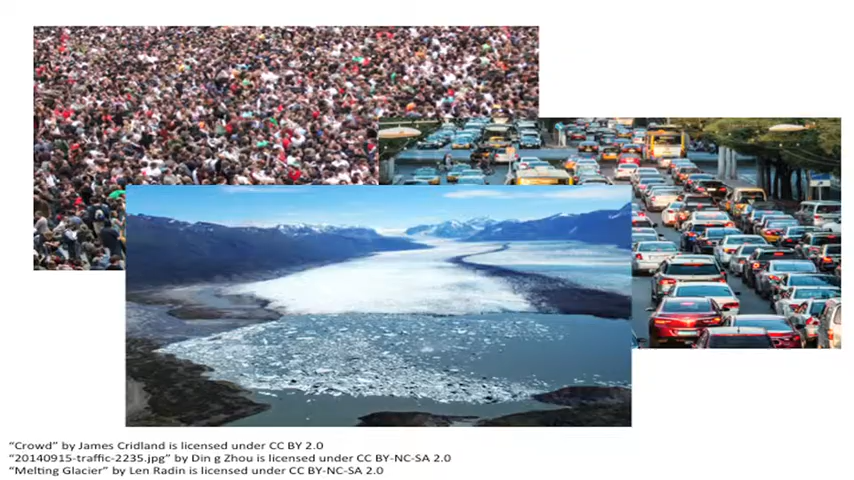 “Crowd” by James Cridland is licensed under CC BY 2.0
“20140915-traffic-2235.jpg” by Din g Zhou is licensed under CC BY-NC-SA 2.0
“Melting Glacier” by Len Radin is licensed under CC BY-NC-SA 2.0